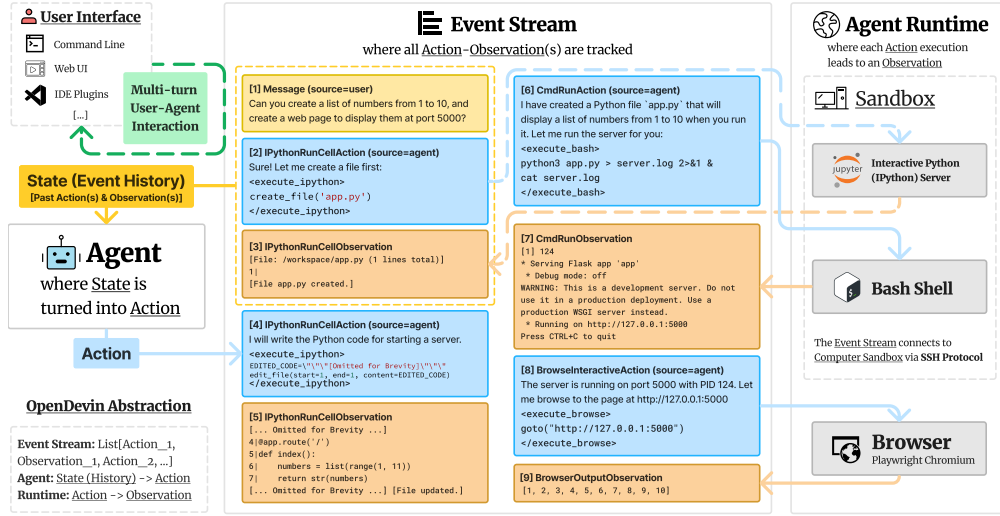 User Interface
Command Line
Web UI
IDE Plugins
[...]
Multi-turn
User-Agent
Interaction
State (Event History)
[Past Action(s) & Observation(s)]
Agent
where State is
turned into Action
Action
OpenDevin Abstraction
Event Stream: List[Action_1,
Observation_1, Action_2, ...]
Agent: State (History) -> Action
Runtime: Action -> Observation
Event Stream
where all Action-Observation(s) are tracked
[1] Message (source=user)
Can you create a list of numbers from 1 to 10, and
create a web page to display them at port 5000?
[2] IPythonRunCellAction (source=agent)
Sure! Let me create a file first:
<execute_ipython>
create_file('app.py')
</execute_ipython>
[3] IPythonRunCellObservation
[File: /workspace/app.py (1 lines total)]
1|
[File app.py created.]
[4] IPythonRunCellAction (source=agent)
I will write the Python code for starting a server.
<execute_ipython>
EDITED_CODE=\"\"\"[Omitted for Brevity]\"\"\"
edit_file(start=1, end=1, content=EDITED_CODE)
</execute_ipython>
[5] IPythonRunCellObservation
[... Omitted for Brevity ...]
4|@app.route('/')
5|def index():
6|    numbers = list(range(1, 11))
7|    return str(numbers)
[... Omitted for Brevity ...] [File updated.]
[6] CmdRunAction (source=agent)
I have created a Python file `app.py` that will
display a list of numbers from 1 to 10 when you run
it. Let me run the server for you:
<execute_bash>
python3 app.py > server.log 2>&1 &
cat server.log
</execute_bash>
[7] CmdRunObservation
[1] 124
* Serving Flask app 'app'
* Debug mode: off
WARNING: This is a development server. Do not
use it in a production deployment. Use a
production WSGI server instead.
* Running on http://127.0.0.1:5000
Press CTRL+C to quit
[8] BrowseInteractiveAction (source=agent)
The server is running on port 5000 with PID 124. Let
me browse to the page at http://127.0.0.1:5000
<execute_browse>
goto("http://127.0.0.1:5000")
</execute_browse>
[9] BrowserOutputObservation
[1, 2, 3, 4, 5, 6, 7, 8, 9, 10]
Agent Runtime
where each Action execution
leads to an Observation
Sandbox
jupyter
Interactive Python
(IPython) Server
Bash Shell
The Event Stream connects to
Computer Sandbox via SSH Protocol
Browser
Playwright Chromium